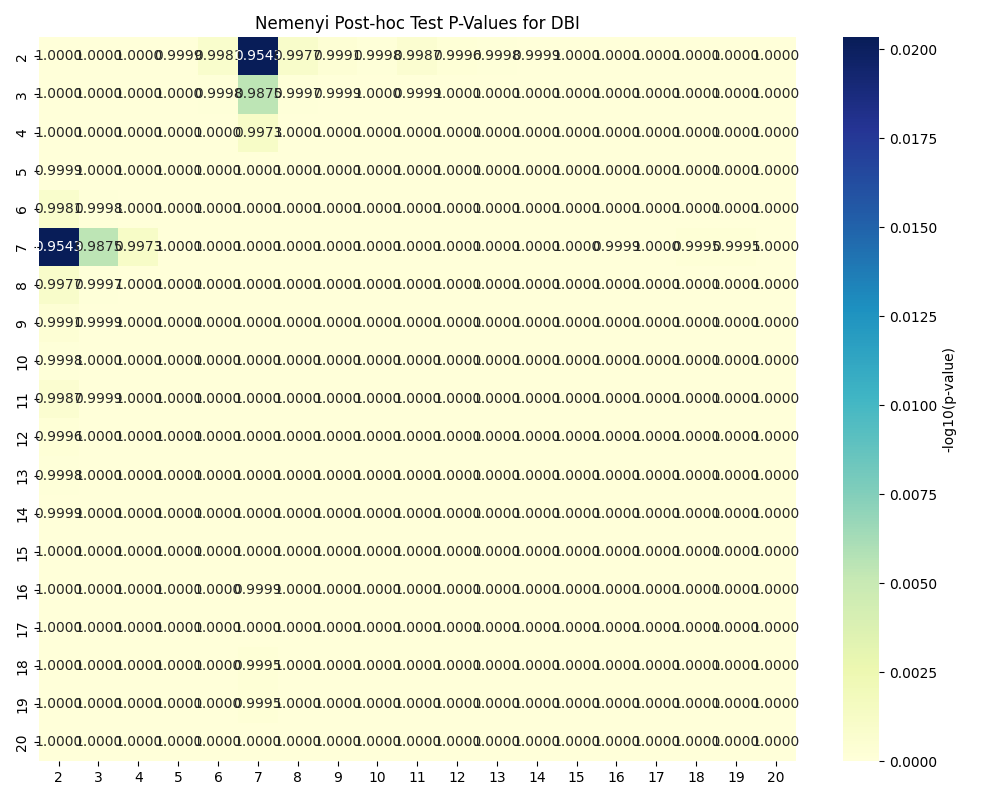 Nemenyi Post-hoc Test P-Values for DBI
2 1.0000 1.0000 1.0000 0.9999 0.9981 0.9543 0.9977 0.9991 0.9998 0.9987 0.9996 0.9998 0.9999 1.0000 1.0000 1.0000 1.0000 1.0000 1.0000
3 1.0000 1.0000 1.0000 1.0000 0.9998 0.9875 0.9997 0.9999 1.0000 0.9999 1.0000 1.0000 1.0000 1.0000 1.0000 1.0000 1.0000 1.0000 1.0000
4 1.0000 1.0000 1.0000 1.0000 1.0000 0.9973 1.0000 1.0000 1.0000 1.0000 1.0000 1.0000 1.0000 1.0000 1.0000 1.0000 1.0000 1.0000 1.0000
5 0.9999 1.0000 1.0000 1.0000 1.0000 1.0000 1.0000 1.0000 1.0000 1.0000 1.0000 1.0000 1.0000 1.0000 1.0000 1.0000 1.0000 1.0000 1.0000
6 0.9981 0.9998 1.0000 1.0000 1.0000 1.0000 1.0000 1.0000 1.0000 1.0000 1.0000 1.0000 1.0000 1.0000 1.0000 1.0000 1.0000 1.0000 1.0000
7 0.9543 0.9875 0.9973 1.0000 1.0000 1.0000 1.0000 1.0000 1.0000 1.0000 1.0000 1.0000 1.0000 1.0000 0.9999 1.0000 0.9995 0.9995 1.0000
8 0.9977 0.9997 1.0000 1.0000 1.0000 1.0000 1.0000 1.0000 1.0000 1.0000 1.0000 1.0000 1.0000 1.0000 1.0000 1.0000 1.0000 1.0000 1.0000
9 0.9991 0.9999 1.0000 1.0000 1.0000 1.0000 1.0000 1.0000 1.0000 1.0000 1.0000 1.0000 1.0000 1.0000 1.0000 1.0000 1.0000 1.0000 1.0000
10 0.9998 1.0000 1.0000 1.0000 1.0000 1.0000 1.0000 1.0000 1.0000 1.0000 1.0000 1.0000 1.0000 1.0000 1.0000 1.0000 1.0000 1.0000 1.0000
11 0.9987 0.9999 1.0000 1.0000 1.0000 1.0000 1.0000 1.0000 1.0000 1.0000 1.0000 1.0000 1.0000 1.0000 1.0000 1.0000 1.0000 1.0000 1.0000
12 0.9996 1.0000 1.0000 1.0000 1.0000 1.0000 1.0000 1.0000 1.0000 1.0000 1.0000 1.0000 1.0000 1.0000 1.0000 1.0000 1.0000 1.0000 1.0000
13 0.9998 1.0000 1.0000 1.0000 1.0000 1.0000 1.0000 1.0000 1.0000 1.0000 1.0000 1.0000 1.0000 1.0000 1.0000 1.0000 1.0000 1.0000 1.0000
14 0.9999 1.0000 1.0000 1.0000 1.0000 1.0000 1.0000 1.0000 1.0000 1.0000 1.0000 1.0000 1.0000 1.0000 1.0000 1.0000 1.0000 1.0000 1.0000
15 1.0000 1.0000 1.0000 1.0000 1.0000 1.0000 1.0000 1.0000 1.0000 1.0000 1.0000 1.0000 1.0000 1.0000 1.0000 1.0000 1.0000 1.0000 1.0000
16 1.0000 1.0000 1.0000 1.0000 1.0000 0.9999 1.0000 1.0000 1.0000 1.0000 1.0000 1.0000 1.0000 1.0000 1.0000 1.0000 1.0000 1.0000 1.0000
17 1.0000 1.0000 1.0000 1.0000 1.0000 1.0000 1.0000 1.0000 1.0000 1.0000 1.0000 1.0000 1.0000 1.0000 1.0000 1.0000 1.0000 1.0000 1.0000
18 1.0000 1.0000 1.0000 1.0000 1.0000 0.9995 1.0000 1.0000 1.0000 1.0000 1.0000 1.0000 1.0000 1.0000 1.0000 1.0000 1.0000 1.0000 1.0000
19 1.0000 1.0000 1.0000 1.0000 1.0000 0.9995 1.0000 1.0000 1.0000 1.0000 1.0000 1.0000 1.0000 1.0000 1.0000 1.0000 1.0000 1.0000 1.0000
20 1.0000 1.0000 1.0000 1.0000 1.0000 1.0000 1.0000 1.0000 1.0000 1.0000 1.0000 1.0000 1.0000 1.0000 1.0000 1.0000 1.0000 1.0000 1.0000
2 3 4 5 6 7 8 9 10 11 12 13 14 15 16 17 18 19 20
0.0200
0.0175
0.0150
0.0125
0.0100
0.0075
0.0050
0.0025
0.0000
-log10(p-value)